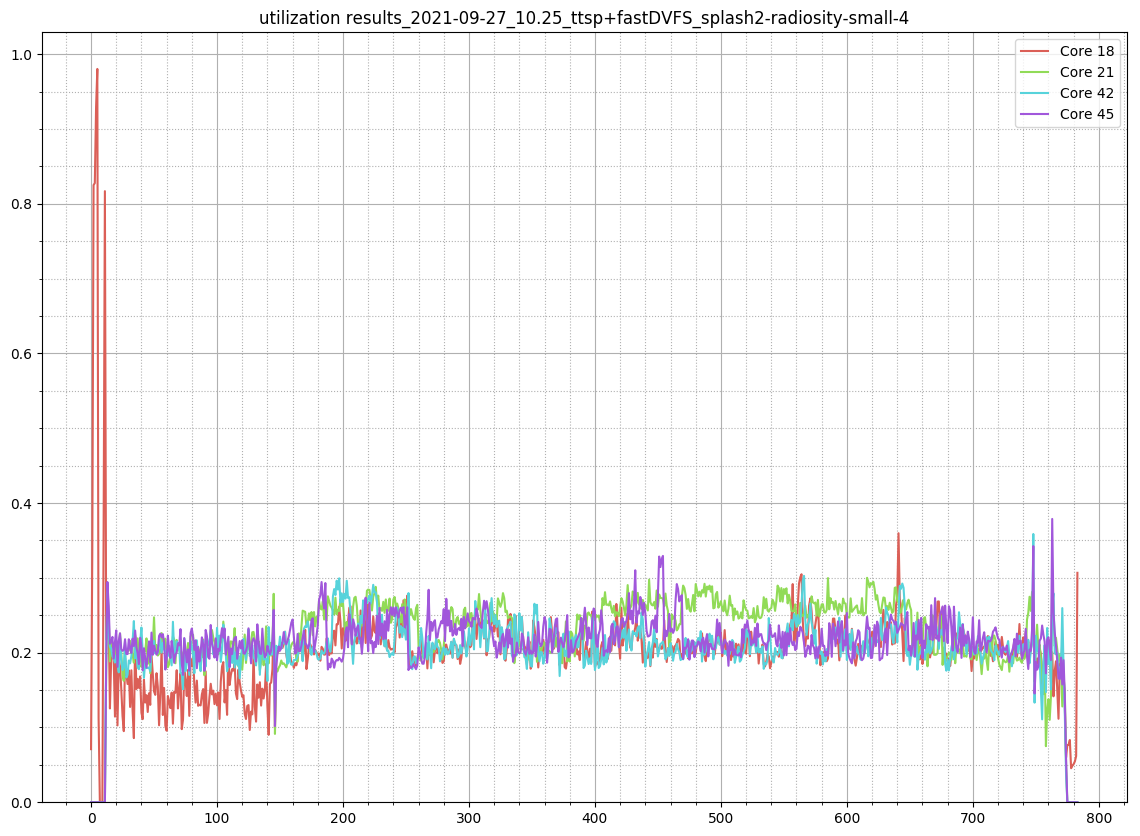 utilization results_2021-09-27_10.25_ttsp+fastDVFS_splash2-radiosity-small-4
Core 18
Core 21
Core 42
Core 45
1.0
0.8
0.6
0.4
0.2
0.0
0 100 200 300 400 500 600 700 800